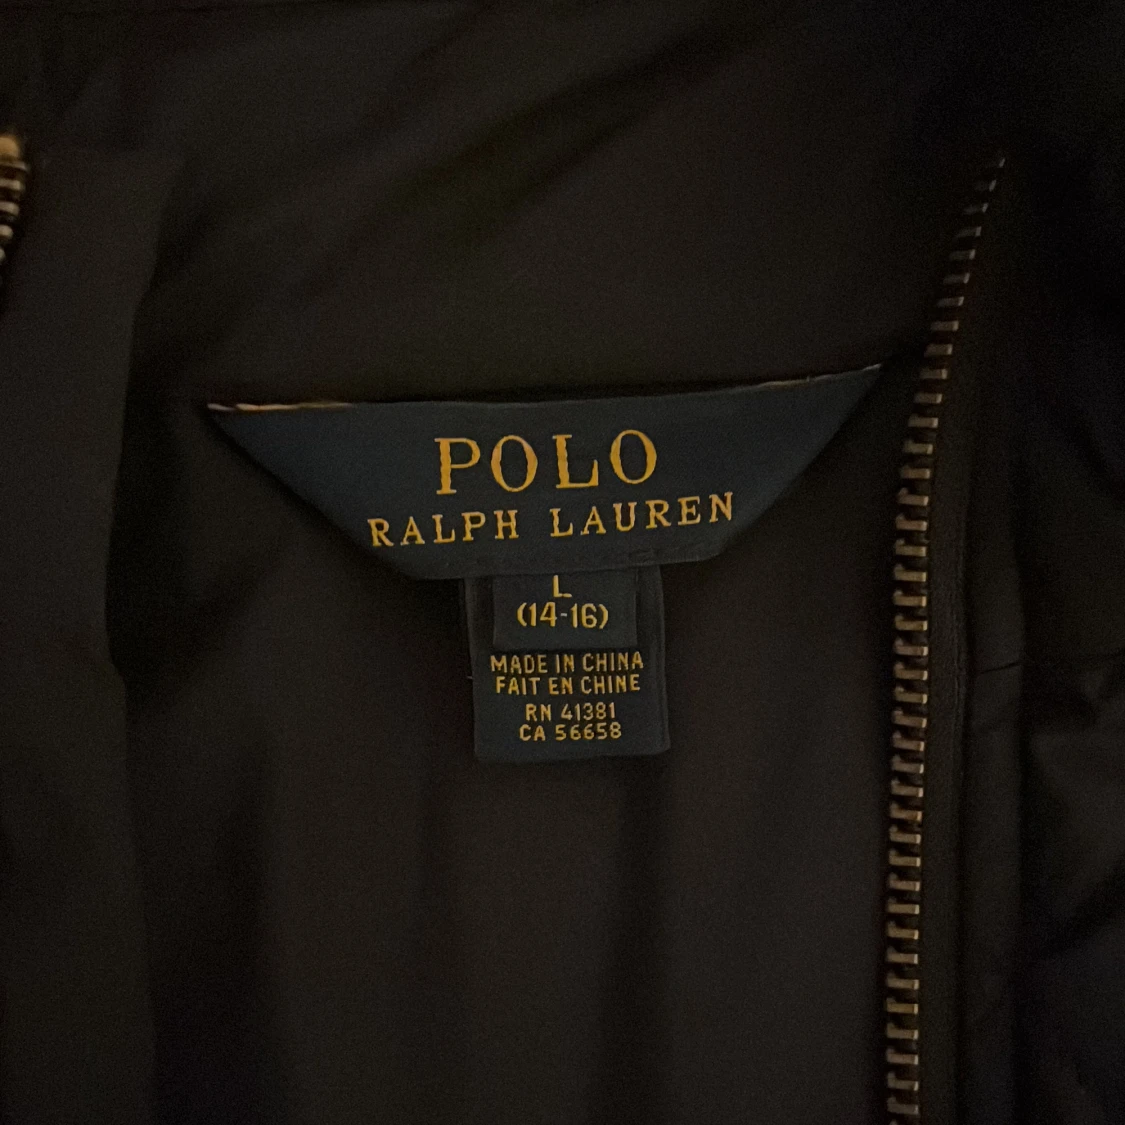 POLO
RALPH LAUREN
L
(14-16)
MADE IN CHINA
FAIT EN CHINE
RN 41381
CA 56658